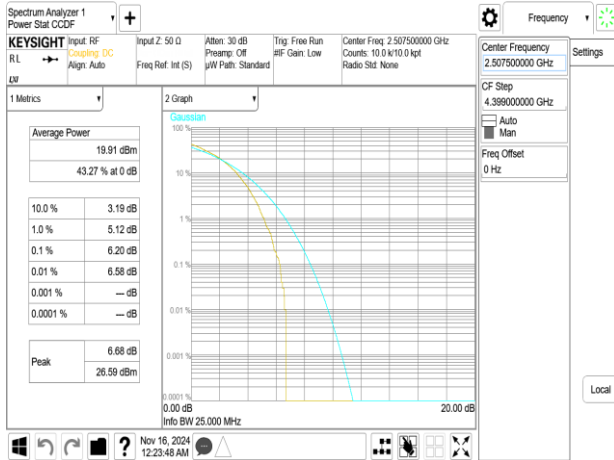 Spectrum Analyzer 1
Power Stat CCDF
Frequency
KEYSIGHT
RL
LXI
Input: RF
Coupling: DC
Align: Auto
Input Z: 50 Ω
Freq Ref: Int (S)
Atten: 30 dB
Preamp: Off
µW Path: Standard
Trig: Free Run
#IF Gain: Low
Center Freq: 2.507500000 GHz
Counts: 10.0 k/10.0 kpt
Radio Std: None
1 Metrics
Average Power
19.91 dBm
43.27 % at 0 dB
10.0 % 3.19 dB
1.0 % 5.12 dB
0.1 % 6.20 dB
0.01 % 6.58 dB
0.001 % --- dB
0.0001 % --- dB
Peak
6.68 dB
26.59 dBm
2 Graph
Gaussian
100 %
10 %
1 %
0.1 %
0.01 %
0.001 %
0.0001 %
0.00 dB 20.00 dB
Info BW 25.000 MHz
Center Frequency
2.507500000 GHz
CF Step
4.399000000 GHz
Auto
Man
Freq Offset
0 Hz
Settings
Local
?
Nov 16, 2024
12:23:48 AM